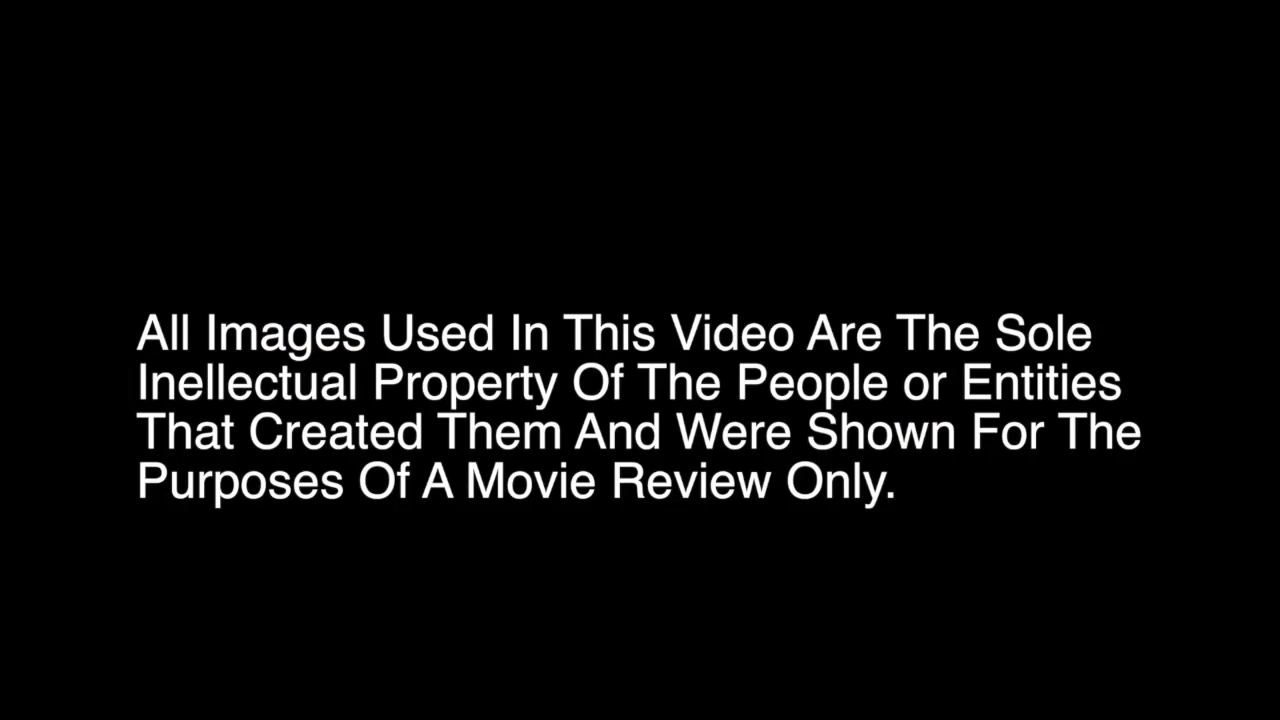 All Images Used In This Video Are The Sole
Inellectual Property Of The People or Entities
That Created Them And Were Shown For The
Purposes Of A Movie Review Only.